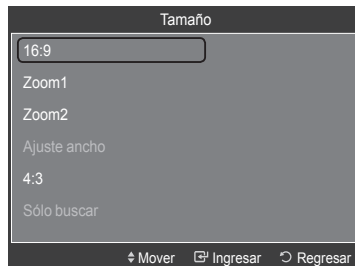 Tamaño
16:9
Zoom1
Zoom2
Ajuste ancho
4:3
Sólo buscar
Mover Ingresar Regresar